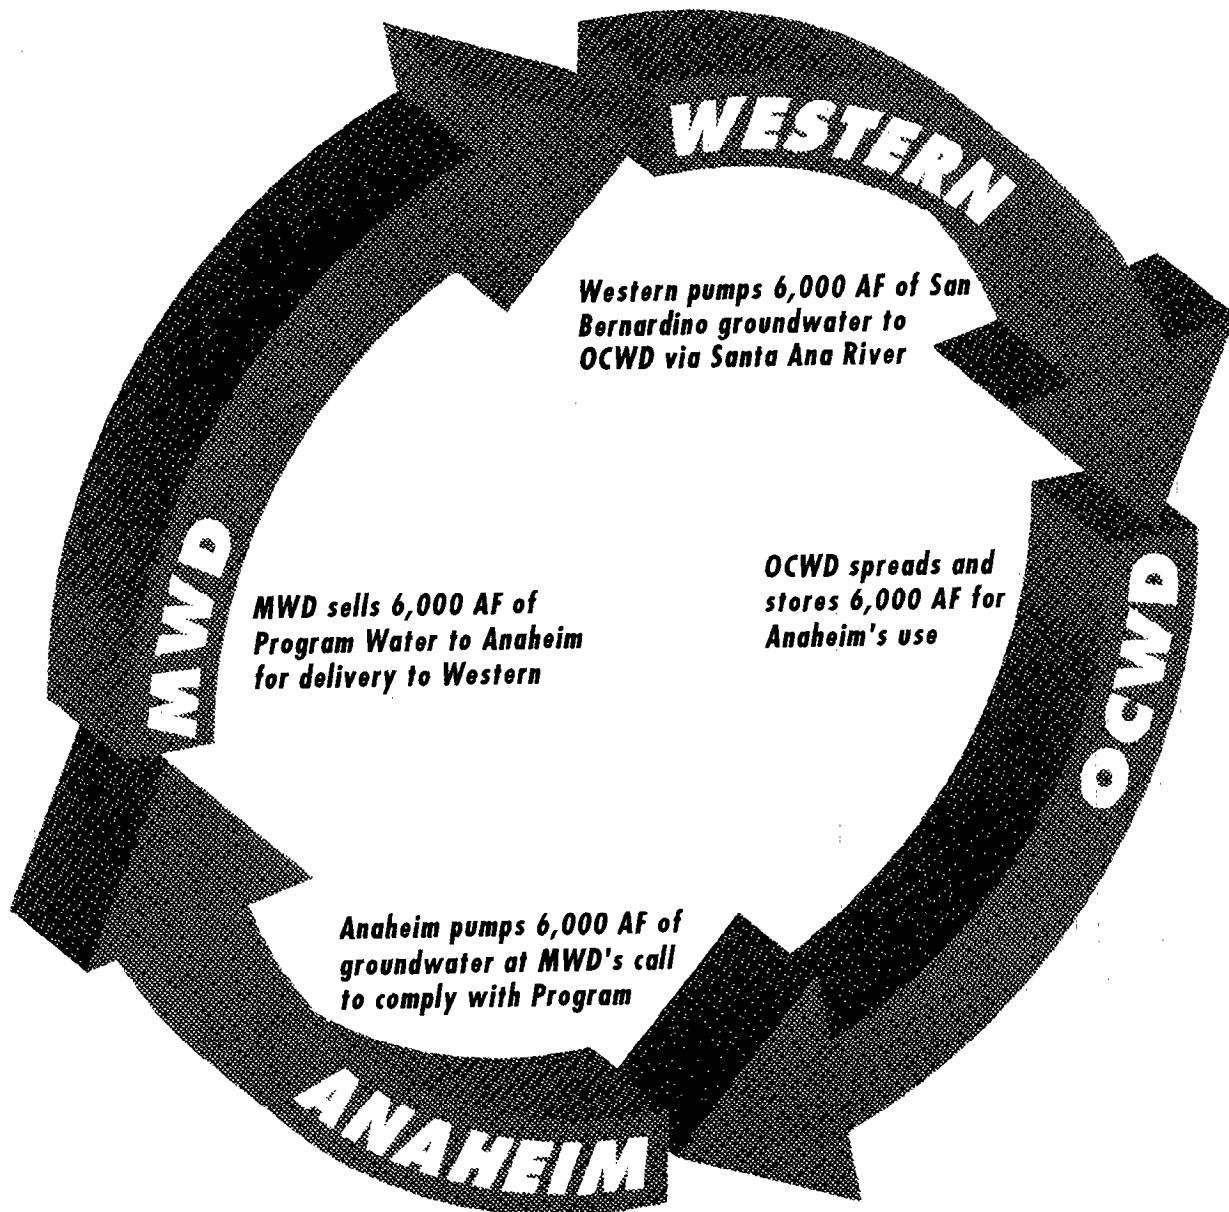 WESTERN
Western pumps 6,000 AF of San
Bernardino groundwater to
OCWD via Santa Ana River
OCWD
OCWD spreads and
stores 6,000 AF for
Anaheim's use
MWD
MWD sells 6,000 AF of
Program Water to Anaheim
for delivery to Western
Anaheim pumps 6,000 AF of
groundwater at MWD's call
to comply with Program
ANAHEIM